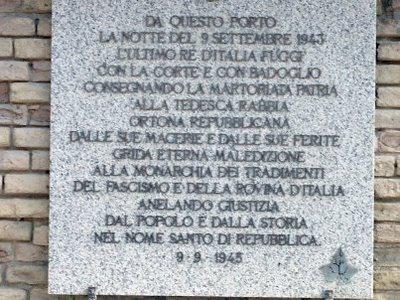 DA QUESTO PORTO
LA NOTTE DEL 9 SETTEMBRE 1943
L'ULTIMO RE D'ITALIA FUGGÌ
CON LA CORTE E CON BADOGLIO
CONSEGNANDO LA MARTORIATA PATRIA
ALLA TEDESCA RABBIA
ORTONA REPUBBLICANA
DALLE SUE MACERIE E DALLE SUE FERITE
GRIDA ETERNA MALEDIZIONE
ALLA MONARCHIA DEI TRADIMENTI
DEL FASCISMO E DELLA ROVINA D'ITALIA
ANELANDO GIUSTIZIA
DAL POPOLO E DALLA STORIA
NEL NOME SANTO DI REPUBBLICA.
9-9-1945